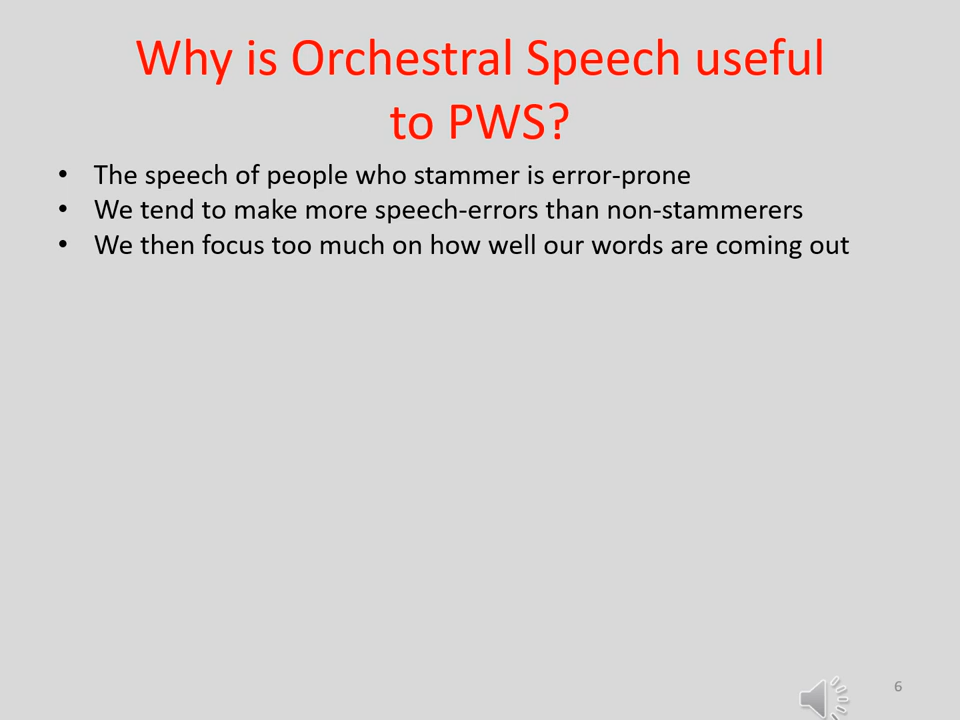 Why is Orchestral Speech useful
to PWS?
• The speech of people who stammer is error-prone
• We tend to make more speech-errors than non-stammerers
• We then focus too much on how well our words are coming out
6